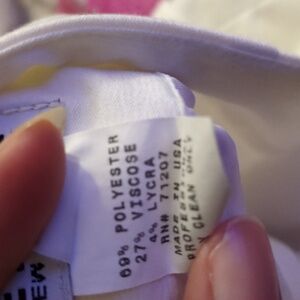 69% POLYESTER
27% VISCOSE
4% LYCRA
RN# 71207
MADE IN USA
CLEAN ONLY